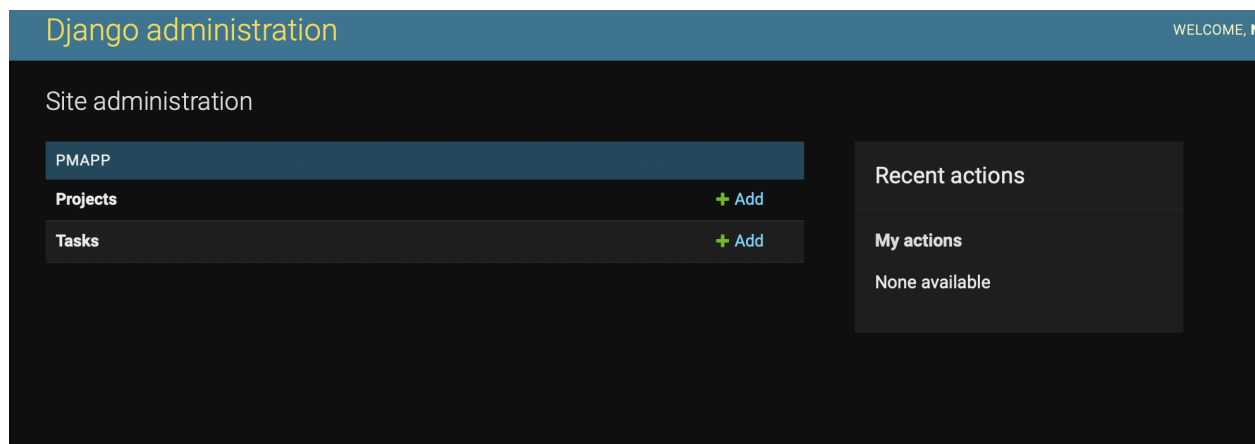 Django administration
WELCOME,
Site administration
PMAPP
Projects
Add
Tasks
Add
Recent actions
My actions
None available